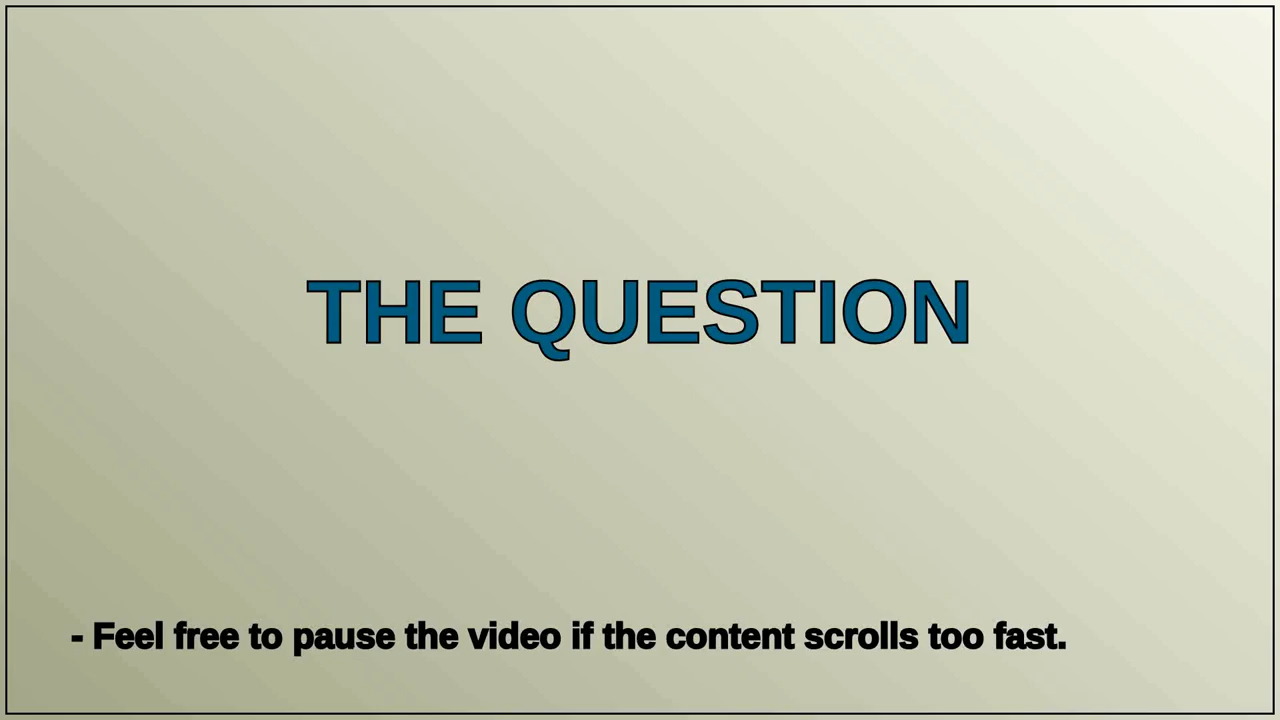 THE QUESTION
- Feel free to pause the video if the content scrolls too fast.